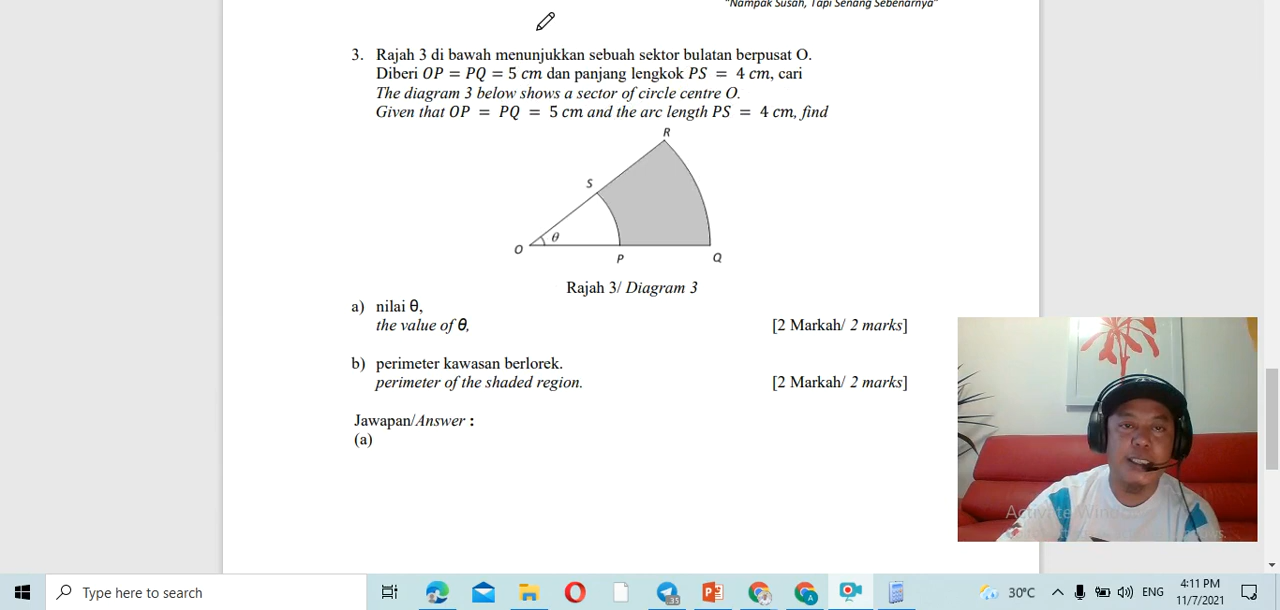 "Nampak Susah, Tapi Senang Sebenarnya"
3. Rajah 3 di bawah menunjukkan sebuah sektor bulatan berpusat O.
Diberi OP = PQ = 5 cm dan panjang lengkok PS = 4 cm, cari
The diagram 3 below shows a sector of circle centre O.
Given that OP = PQ = 5 cm and the arc length PS = 4 cm, find
R
S
θ
O
P
Q
Rajah 3/ Diagram 3
a) nilai θ,
the value of θ,
[2 Markah/ 2 marks]
b) perimeter kawasan berlorek.
perimeter of the shaded region.
[2 Markah/ 2 marks]
Jawapan/Answer :
(a)
Activate Windows
Type here to search
35
30°C
ENG
4:11 PM
11/7/2021